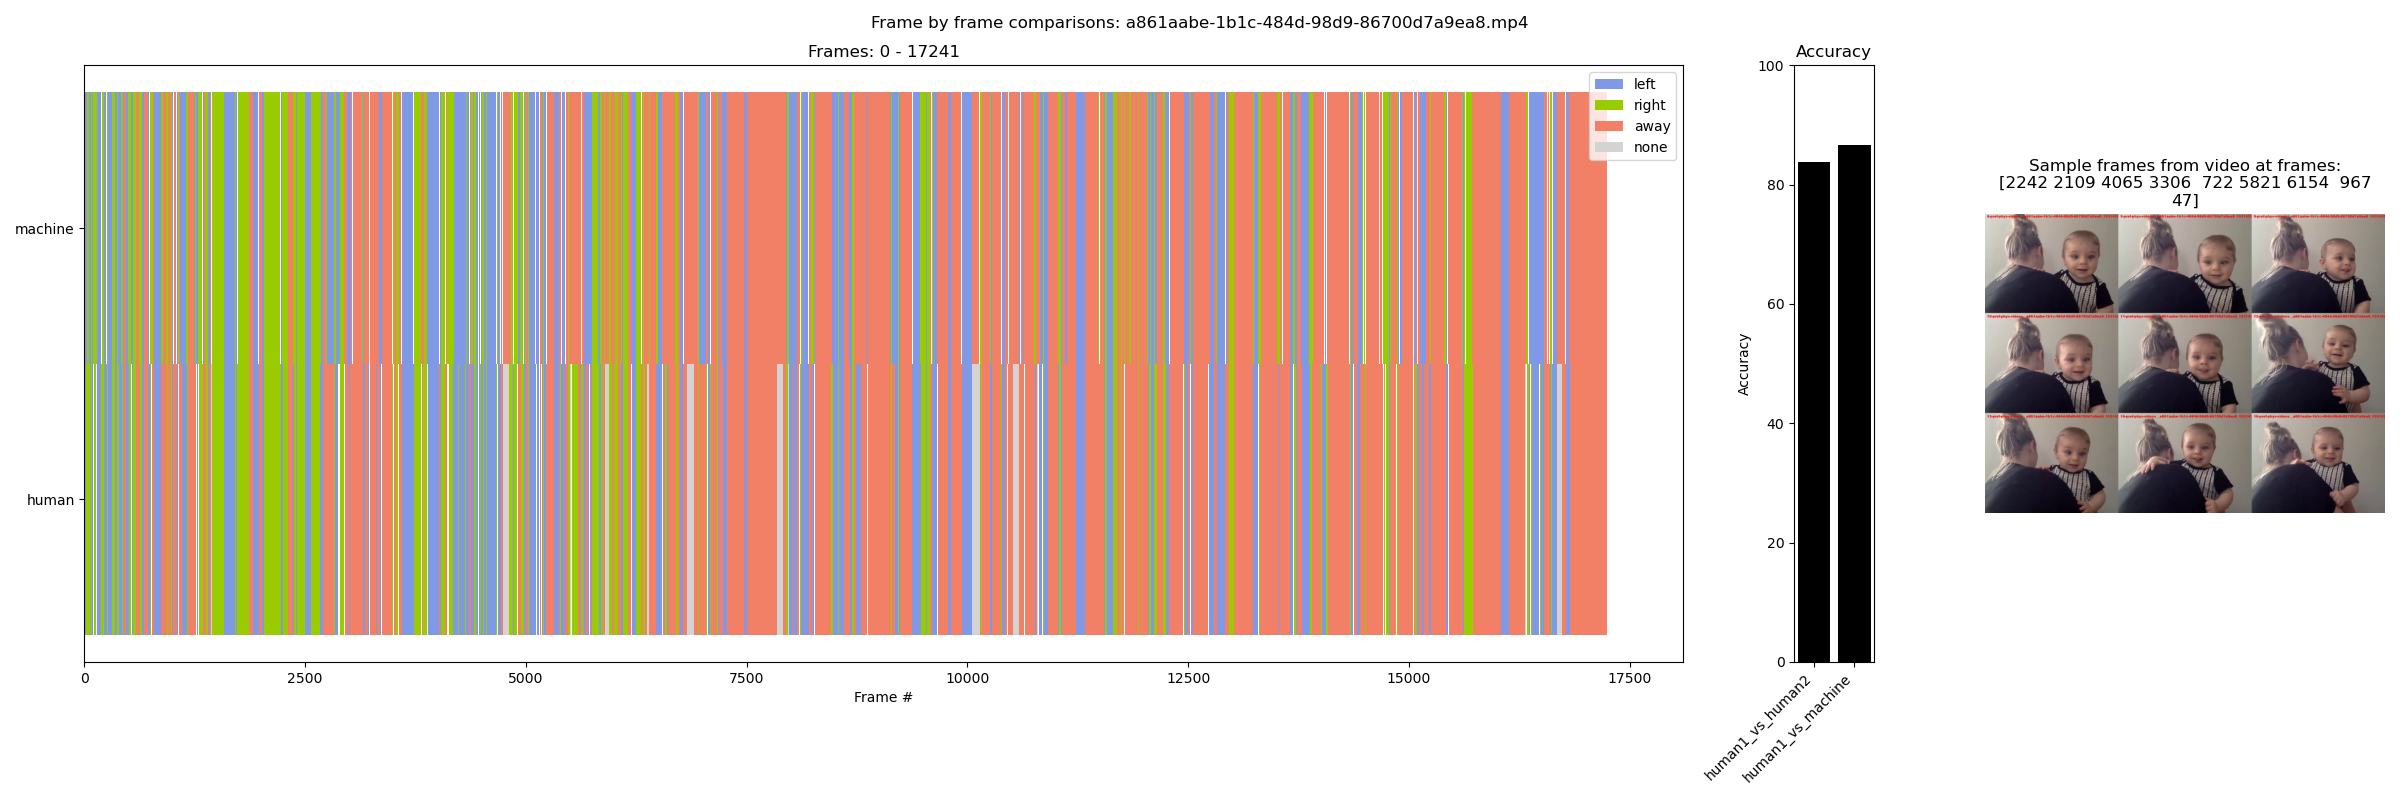 Frame by frame comparisons: a861aabe-1b1c-484d-98d9-86700d7a9ea8.mp4
Frames: 0 - 17241
left
right
away
none
machine
human
0
2500
5000
7500
10000
12500
15000
17500
Frame #
Accuracy
100
80
60
40
20
0
Accuracy
human1_vs_human2
human1_vs_machine
Sample frames from video at frames:
[2242 2109 4065 3306  722 5821 6154  967
47]